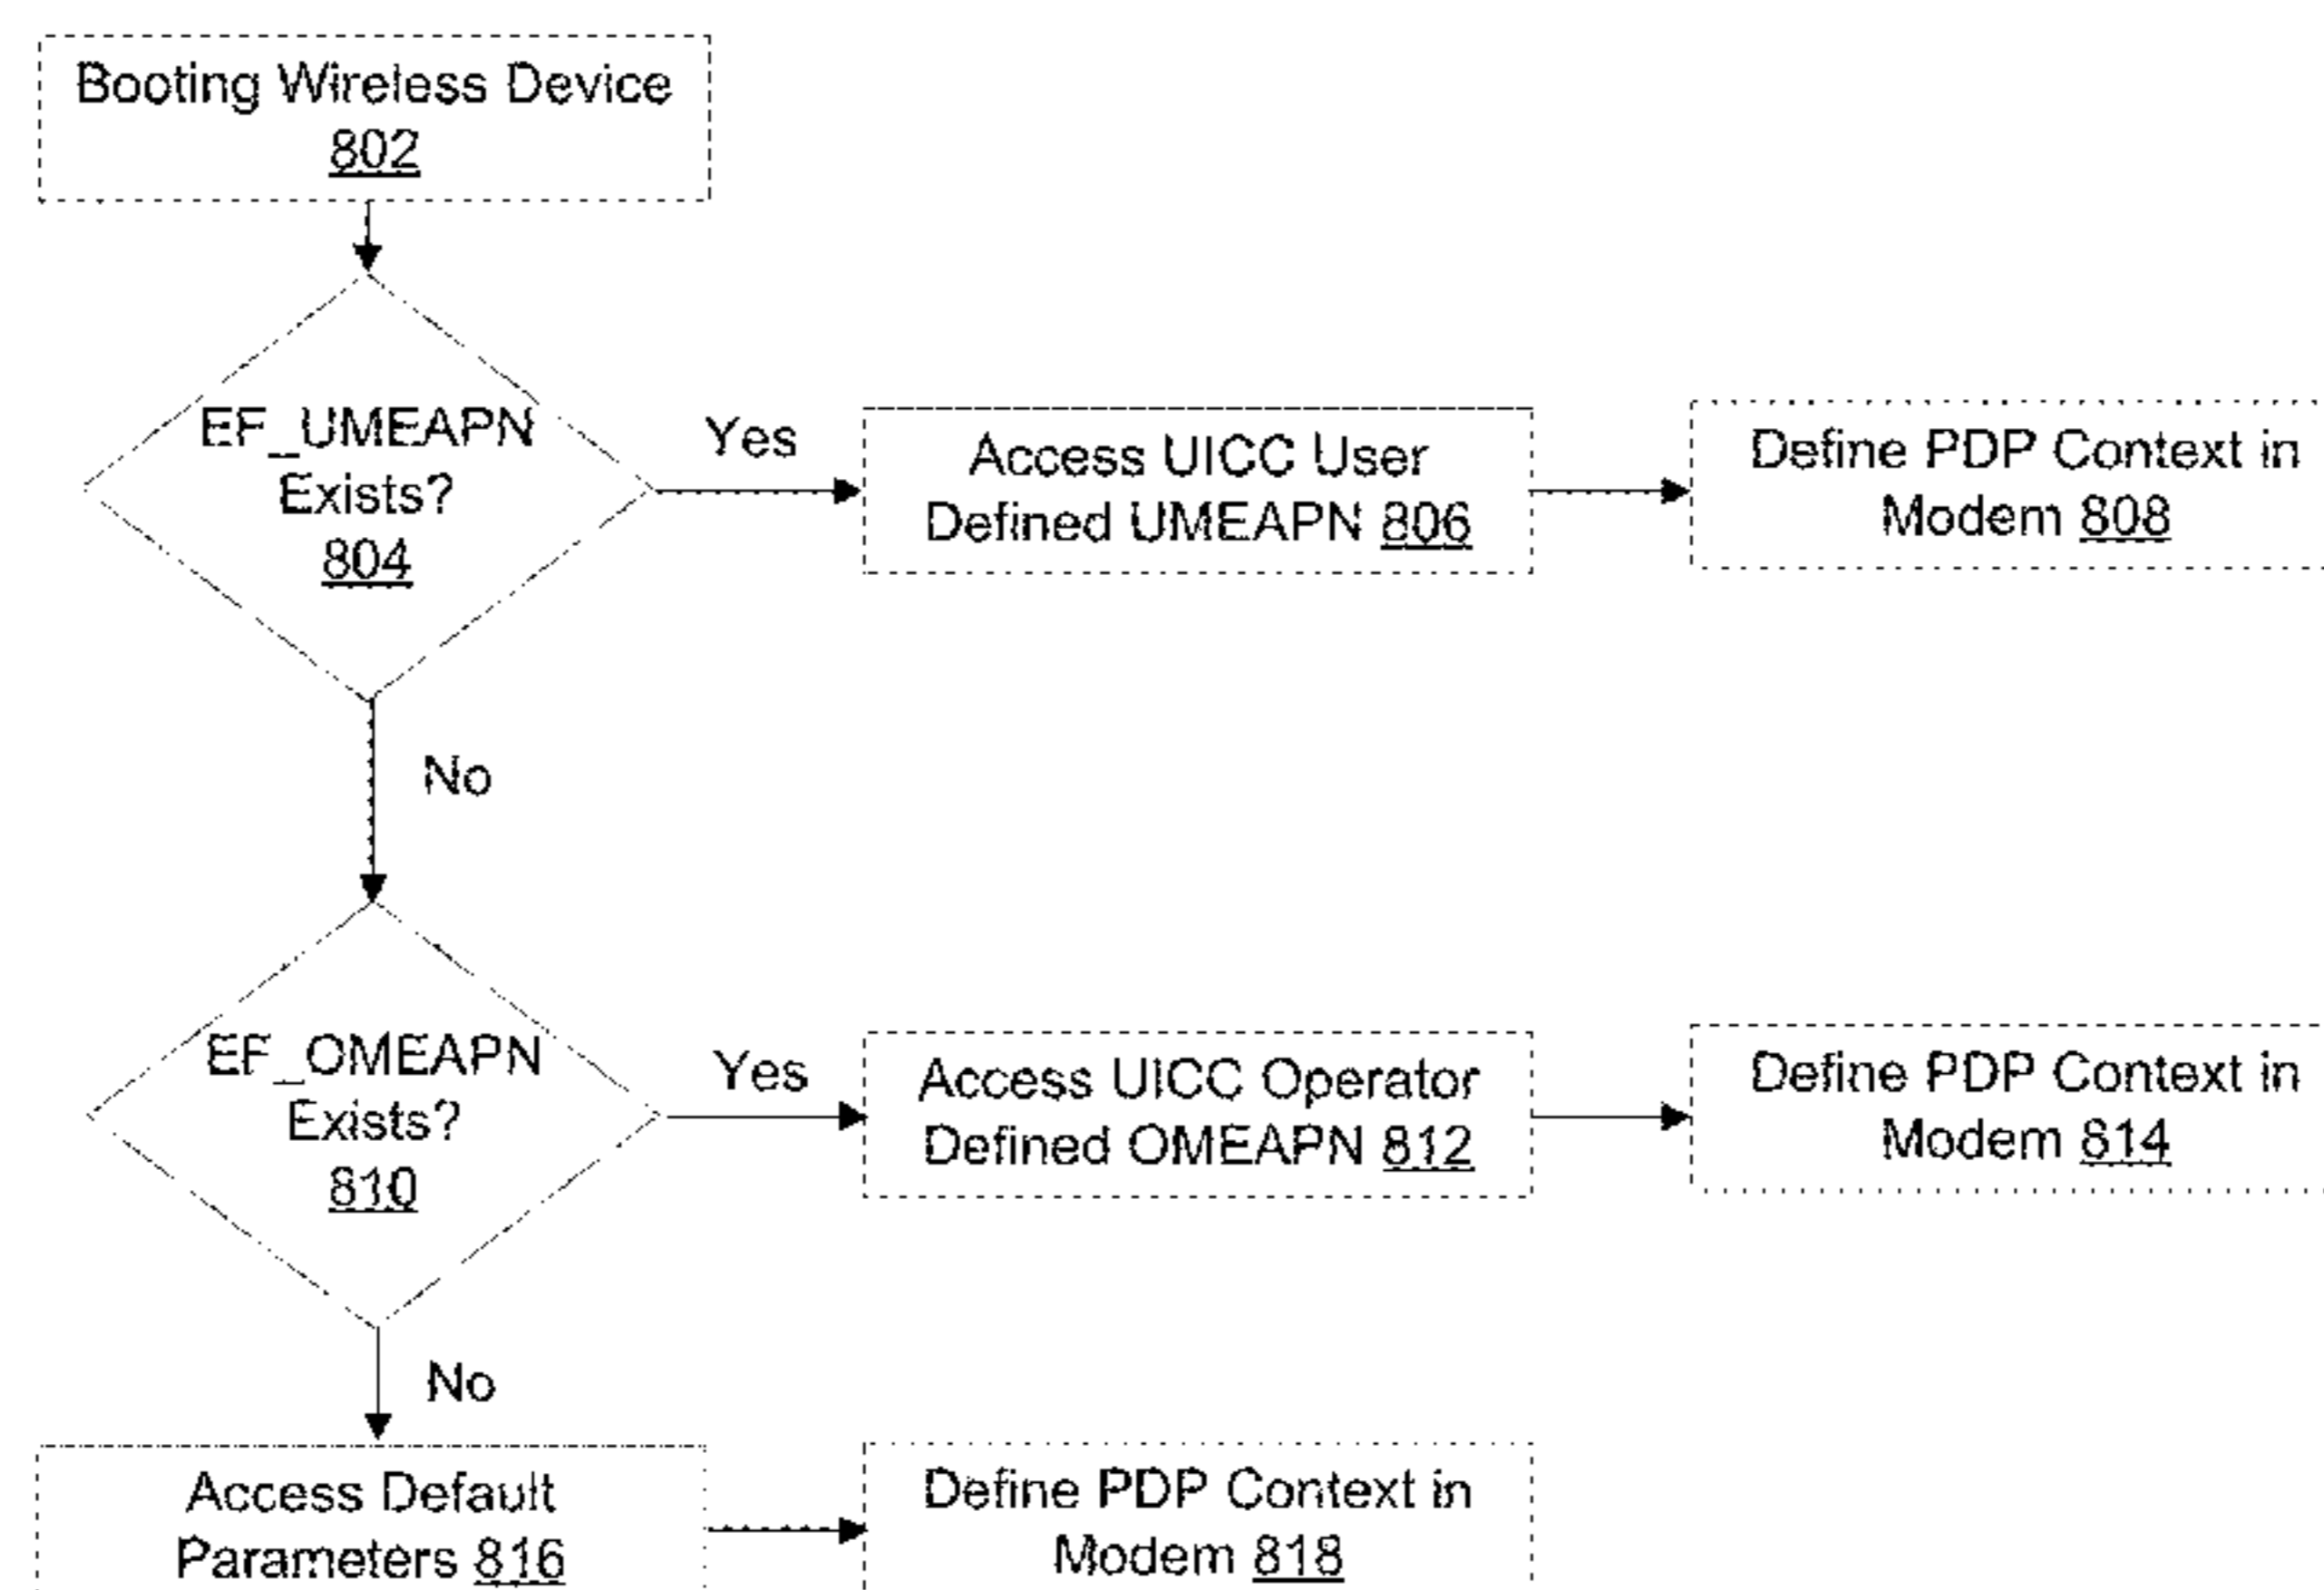 Booting Wireless Device
802
EF_UMEAPN
Exists?
804
Yes
Access UICC User
Defined UMEAPN 806
Define PDP Context in
Modem 808
No
EF_OMEAPN
Exists?
810
Yes
Access UICC Operator
Defined OMEAPN 812
Define PDP Context in
Modem 814
No
Access Default
Parameters 816
Define PDP Context in
Modem 818